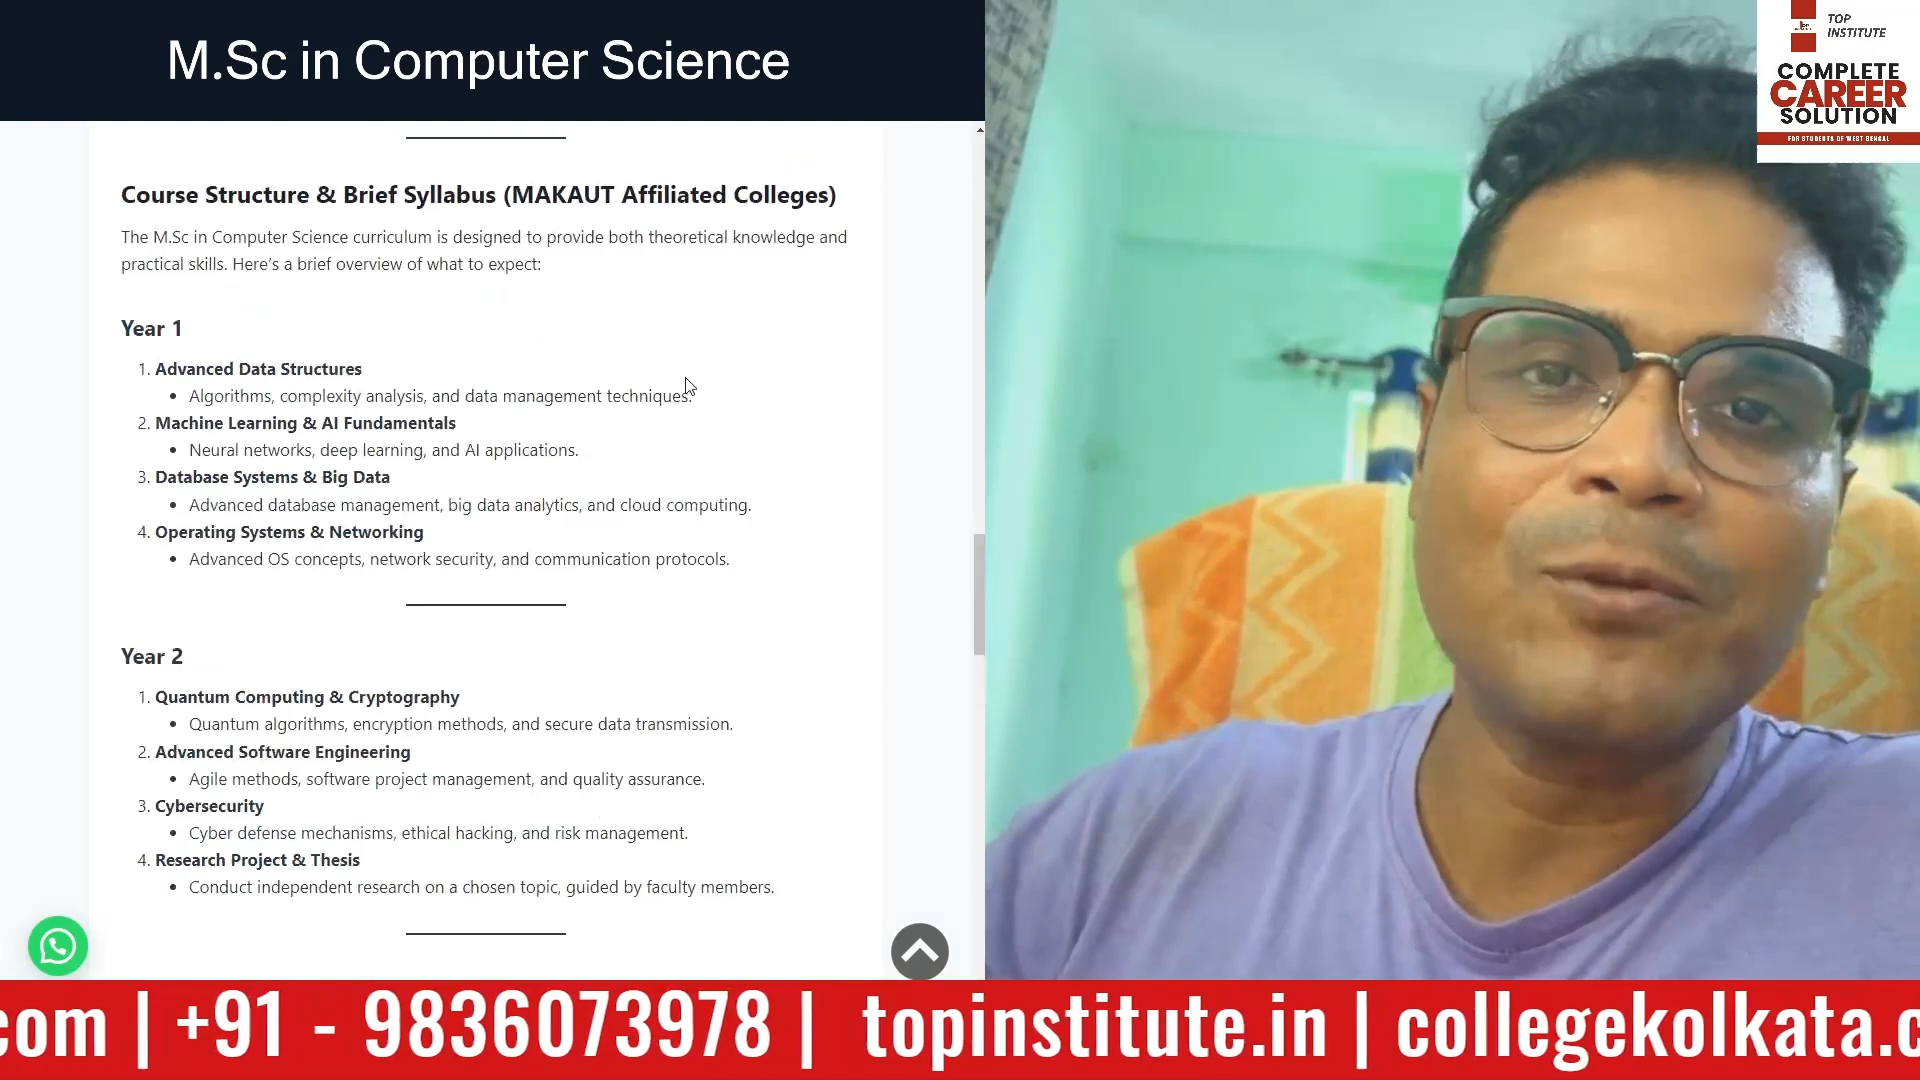 M.Sc in Computer Science
TOP
INSTITUTE
COMPLETE
CAREER
SOLUTION
FOR STUDENTS OF WEST BENGAL
Course Structure & Brief Syllabus (MAKAUT Affiliated Colleges)
The M.Sc in Computer Science curriculum is designed to provide both theoretical knowledge and
practical skills. Here’s a brief overview of what to expect:
Year 1
1. Advanced Data Structures
• Algorithms, complexity analysis, and data management techniques.
2. Machine Learning & AI Fundamentals
• Neural networks, deep learning, and AI applications.
3. Database Systems & Big Data
• Advanced database management, big data analytics, and cloud computing.
4. Operating Systems & Networking
• Advanced OS concepts, network security, and communication protocols.
Year 2
1. Quantum Computing & Cryptography
• Quantum algorithms, encryption methods, and secure data transmission.
2. Advanced Software Engineering
• Agile methods, software project management, and quality assurance.
3. Cybersecurity
• Cyber defense mechanisms, ethical hacking, and risk management.
4. Research Project & Thesis
• Conduct independent research on a chosen topic, guided by faculty members.
com | +91 - 9836073978 | topinstitute.in | collegekolkata.c